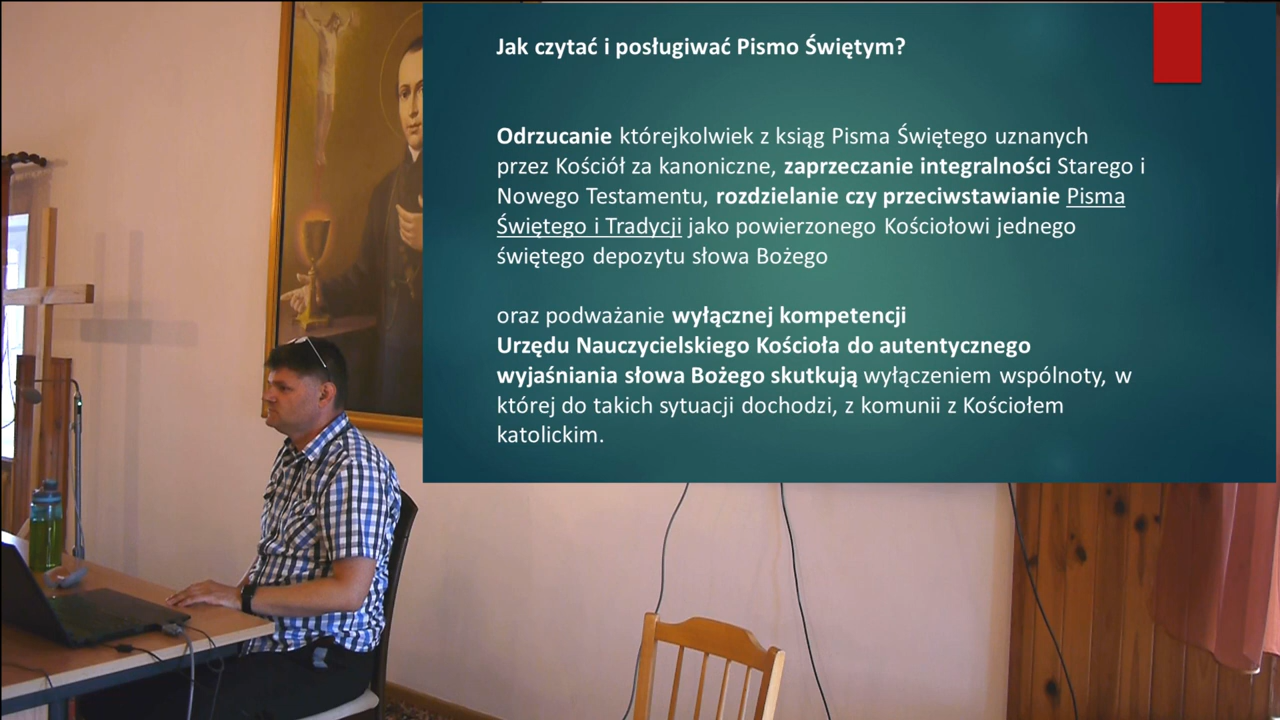 Jak czytać i posługiwać Pismo Świętym?
Odrzucanie którejkolwiek z ksiąg Pisma Świętego uznanych
przez Kościół za kanoniczne, zaprzeczanie integralności Starego i
Nowego Testamentu, rozdzielanie czy przeciwstawianie Pisma
Świętego i Tradycji jako powierzonego Kościołowi jednego
świętego depozytu słowa Bożego
oraz podważanie wyłącznej kompetencji
Urzędu Nauczycielskiego Kościoła do autentycznego
wyjaśniania słowa Bożego skutkują wyłączeniem wspólnoty, w
której do takich sytuacji dochodzi, z komunii z Kościołem
katolickim.